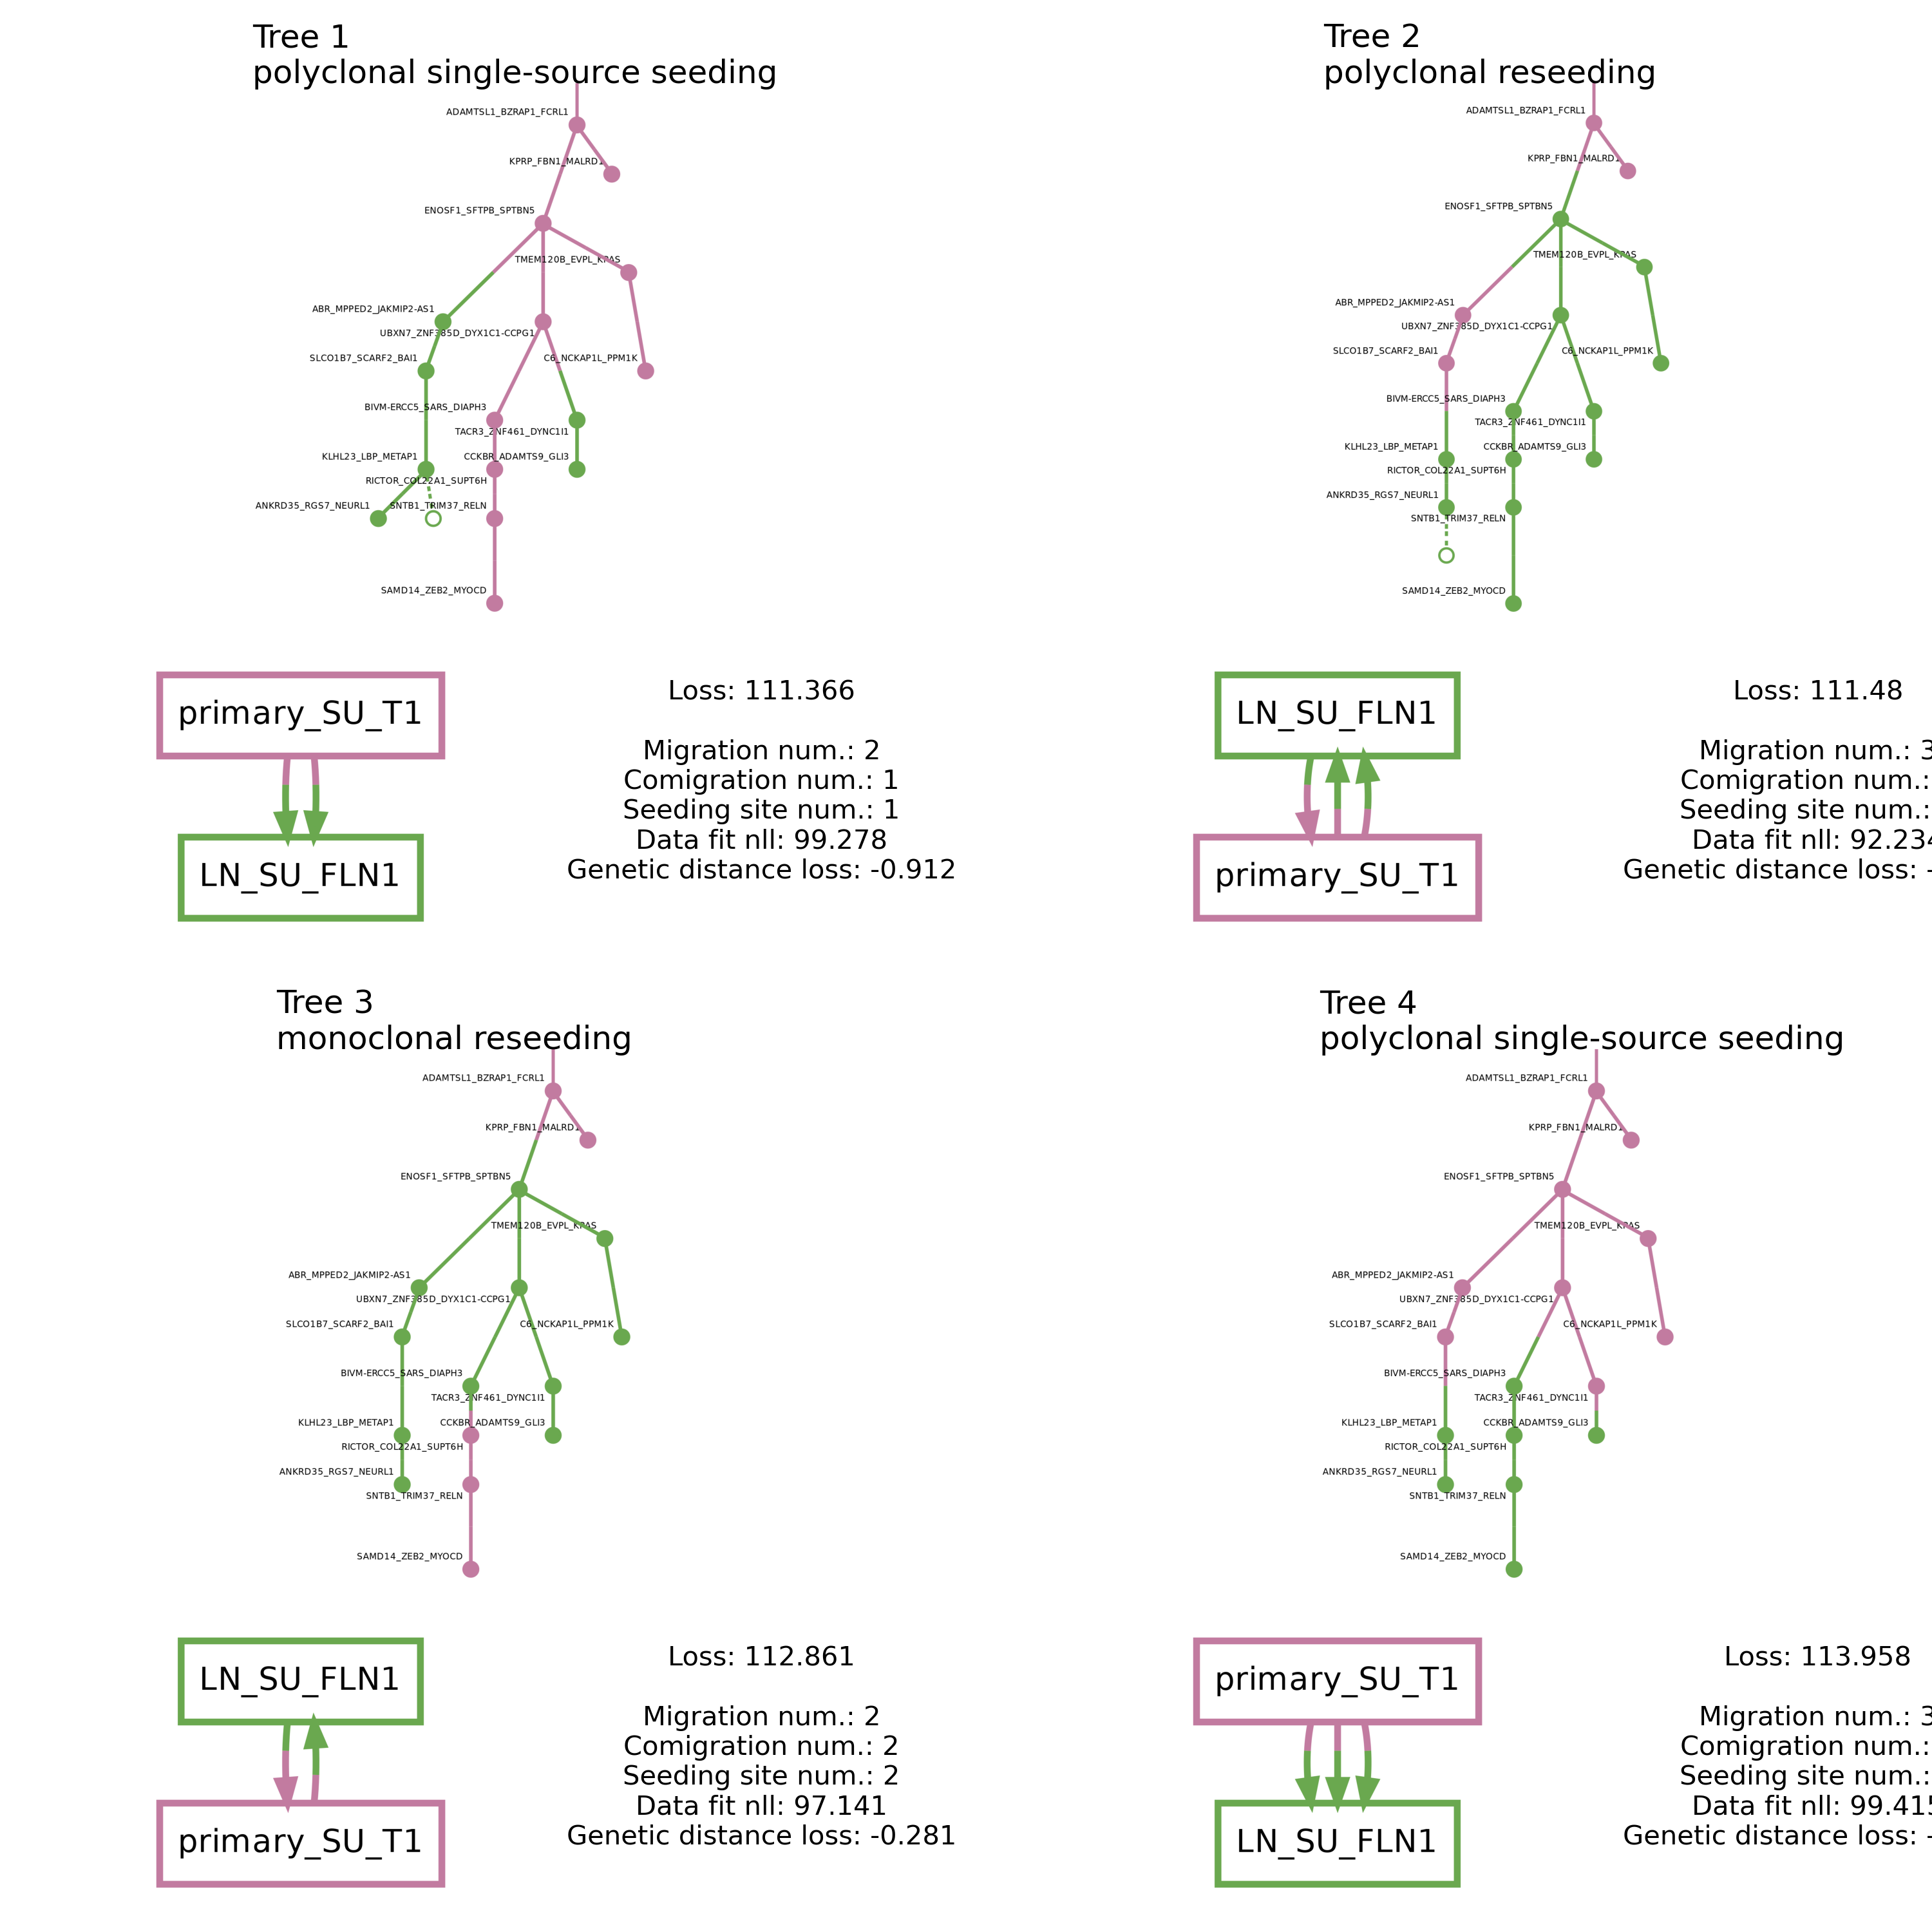 Tree 1
polyclonal single-source seeding
ADAMTSL1_BZRAP1_FCRL1
KPRP_FBN1_MALRD1
ENOSF1_SFTPB_SPTBN5
TMEM120B_EVPL_KRAS
ABR_MPPED2_JAKMIP2-AS1
UBXN7_ZNF385D_DYX1C1-CCPG1
SLCO1B7_SCARF2_BAI1
C6_NCKAP1L_PPM1K
BIVM-ERCC5_SARS_DIAPH3
TACR3_ZNF461_DYNC1I1
KLHL23_LBP_METAP1
CCKBR_ADAMTS9_GLI3
RICTOR_COL22A1_SUPT6H
ANKRD35_RGS7_NEURL1
SNTB1_TRIM37_RELN
SAMD14_ZEB2_MYOCD
primary_SU_T1
LN_SU_FLN1
Loss: 111.366
Migration num.: 2
Comigration num.: 1
Seeding site num.: 1
Data fit nll: 99.278
Genetic distance loss: -0.912
Tree 2
polyclonal reseeding
ADAMTSL1_BZRAP1_FCRL1
KPRP_FBN1_MALRD1
ENOSF1_SFTPB_SPTBN5
TMEM120B_EVPL_KRAS
ABR_MPPED2_JAKMIP2-AS1
UBXN7_ZNF385D_DYX1C1-CCPG1
SLCO1B7_SCARF2_BAI1
C6_NCKAP1L_PPM1K
BIVM-ERCC5_SARS_DIAPH3
TACR3_ZNF461_DYNC1I1
KLHL23_LBP_METAP1
CCKBR_ADAMTS9_GLI3
RICTOR_COL22A1_SUPT6H
ANKRD35_RGS7_NEURL1
SNTB1_TRIM37_RELN
SAMD14_ZEB2_MYOCD
LN_SU_FLN1
primary_SU_T1
Loss: 111.48
Migration num.: 3
Comigration num.:
Seeding site num.:
Data fit nll: 92.234
Genetic distance loss: -
Tree 3
monoclonal reseeding
ADAMTSL1_BZRAP1_FCRL1
KPRP_FBN1_MALRD1
ENOSF1_SFTPB_SPTBN5
TMEM120B_EVPL_KRAS
ABR_MPPED2_JAKMIP2-AS1
UBXN7_ZNF385D_DYX1C1-CCPG1
SLCO1B7_SCARF2_BAI1
C6_NCKAP1L_PPM1K
BIVM-ERCC5_SARS_DIAPH3
TACR3_ZNF461_DYNC1I1
KLHL23_LBP_METAP1
CCKBR_ADAMTS9_GLI3
RICTOR_COL22A1_SUPT6H
ANKRD35_RGS7_NEURL1
SNTB1_TRIM37_RELN
SAMD14_ZEB2_MYOCD
LN_SU_FLN1
primary_SU_T1
Loss: 112.861
Migration num.: 2
Comigration num.: 2
Seeding site num.: 2
Data fit nll: 97.141
Genetic distance loss: -0.281
Tree 4
polyclonal single-source seeding
ADAMTSL1_BZRAP1_FCRL1
KPRP_FBN1_MALRD1
ENOSF1_SFTPB_SPTBN5
TMEM120B_EVPL_KRAS
ABR_MPPED2_JAKMIP2-AS1
UBXN7_ZNF385D_DYX1C1-CCPG1
SLCO1B7_SCARF2_BAI1
C6_NCKAP1L_PPM1K
BIVM-ERCC5_SARS_DIAPH3
TACR3_ZNF461_DYNC1I1
KLHL23_LBP_METAP1
CCKBR_ADAMTS9_GLI3
RICTOR_COL22A1_SUPT6H
ANKRD35_RGS7_NEURL1
SNTB1_TRIM37_RELN
SAMD14_ZEB2_MYOCD
primary_SU_T1
LN_SU_FLN1
Loss: 113.958
Migration num.: 3
Comigration num.:
Seeding site num.:
Data fit nll: 99.415
Genetic distance loss: -